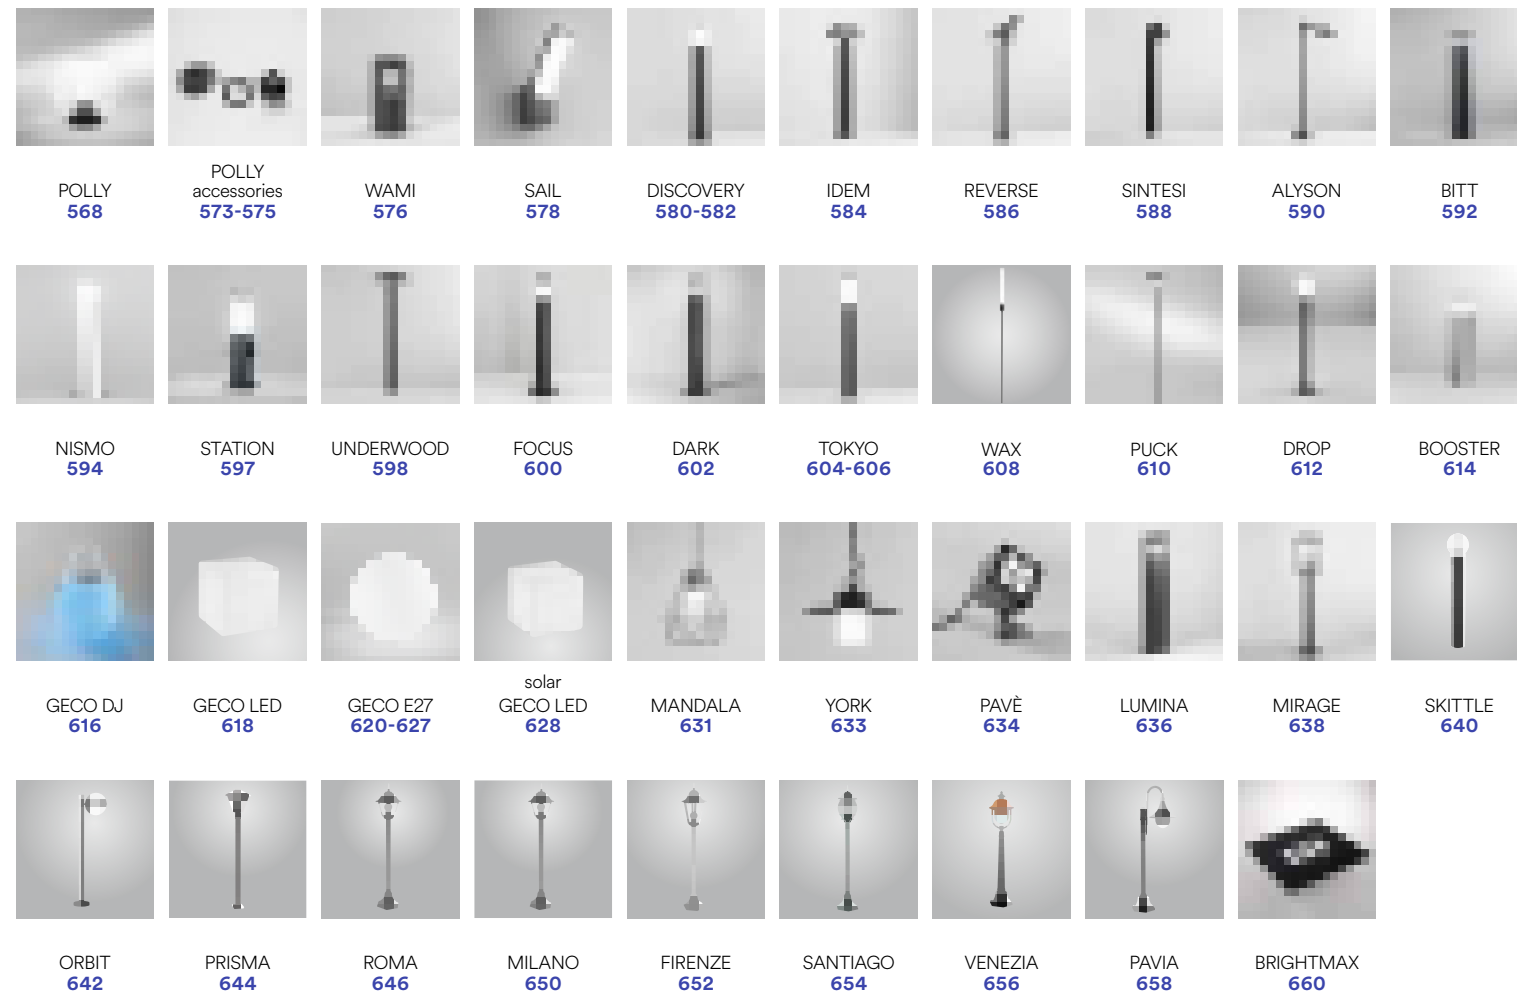 POLLY
568
POLLY
accessories
573-575
WAMI
576
SAIL
578
DISCOVERY
580-582
IDEM
584
REVERSE
586
SINTESI
588
ALYSON
590
BITT
592
NISMO
594
STATION
597
UNDERWOOD
598
FOCUS
600
DARK
602
TOKYO
604-606
WAX
608
PUCK
610
DROP
612
BOOSTER
614
GECO DJ
616
GECO LED
618
GECO E27
620-627
solar
GECO LED
628
MANDALA
631
YORK
633
PAVÈ
634
LUMINA
636
MIRAGE
638
SKITTLE
640
ORBIT
642
PRISMA
644
ROMA
646
MILANO
650
FIRENZE
652
SANTIAGO
654
VENEZIA
656
PAVIA
658
BRIGHTMAX
660